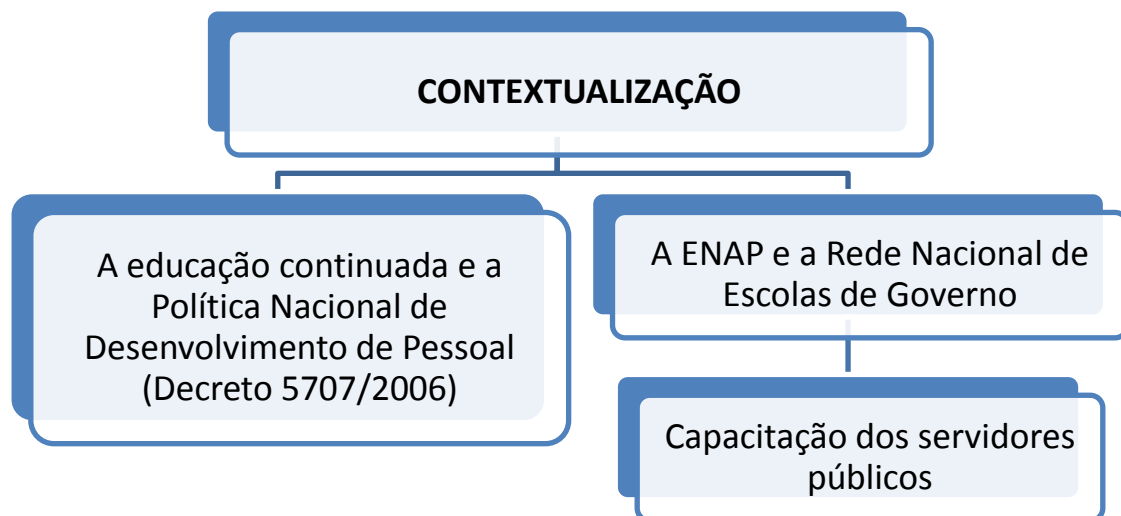 CONTEXTUALIZAÇÃO
A educação continuada e a
Política Nacional de
Desenvolvimento de Pessoal
(Decreto 5707/2006)
A ENAP e a Rede Nacional de
Escolas de Governo
Capacitação dos servidores
públicos